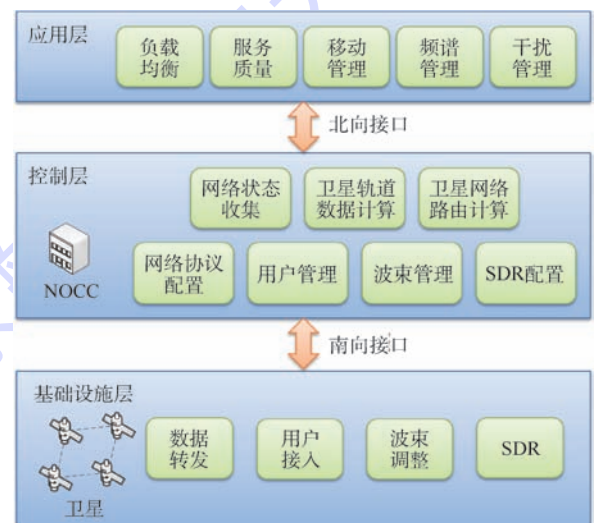 应用层
负载
均衡
服务
质量
移动
管理
频谱
管理
干扰
管理
北向接口
控制层
网络状态
收集
卫星轨道
数据计算
卫星网络
路由计算
NOCC
网络协议
配置
用户管理
波束管理
SDR配置
南向接口
基础设施层
卫星
数据
转发
用户
接入
波束
调整
SDR